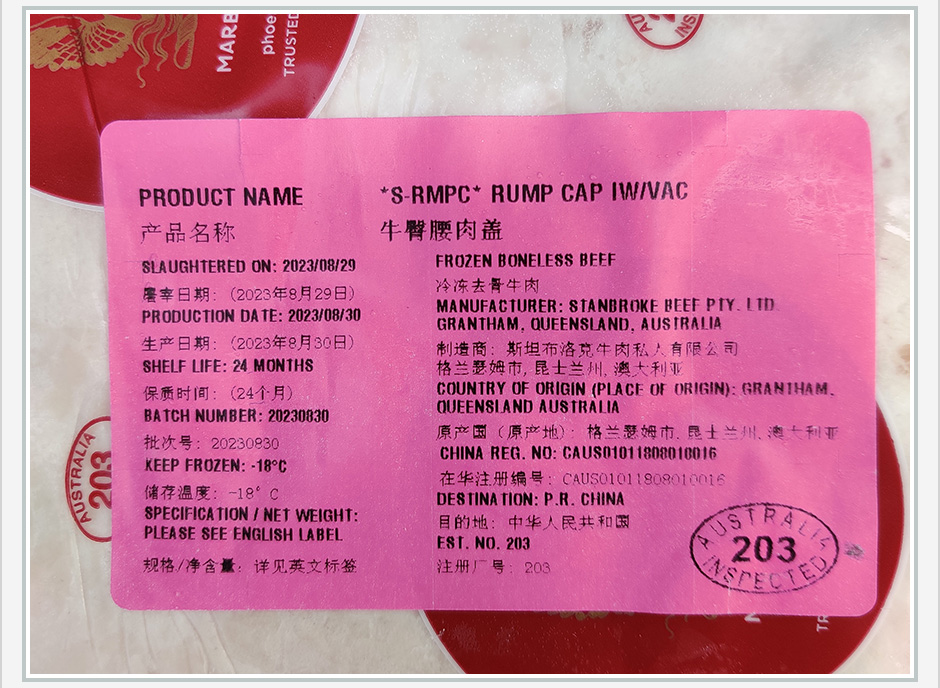 MARB
phoe
TRUSTED
PRODUCT NAME
*S-RMPC* RUMP CAP IW/VAC
产品名称
牛臀腰肉盖
SLAUGHTERED ON: 2023/08/29
屠宰日期: (2023年8月29日)
PRODUCTION DATE: 2023/08/30
生产日期: (2023年8月30日)
SHELF LIFE: 24 MONTHS
保质时间: (24个月)
BATCH NUMBER: 20230830
批次号: 20230830
KEEP FROZEN: -18°C
储存温度: -18° C
SPECIFICATION / NET WEIGHT:
PLEASE SEE ENGLISH LABEL
规格/净含量: 详见英文标签
FROZEN BONELESS BEEF
冷冻去骨牛肉
MANUFACTURER: STANBROKE BEEF PTY. LTD.
GRANTHAM, QUEENSLAND, AUSTRALIA
制造商: 斯坦布洛克牛肉私人有限公司
格兰瑟姆市, 昆士兰州, 澳大利亚
COUNTRY OF ORIGIN (PLACE OF ORIGIN): GRANTHAM,
QUEENSLAND AUSTRALIA
原产国 (原产地): 格兰瑟姆市, 昆士兰州, 澳大利亚
CHINA REG. NO: CAUS01011808010016
在华注册编号: CAUS01011808010016
DESTINATION: P.R. CHINA
目的地: 中华人民共和国
EST. NO. 203
注册厂号: 203
AUSTRALIA
203
INSPECTED
AUSTRALIA
203
TR